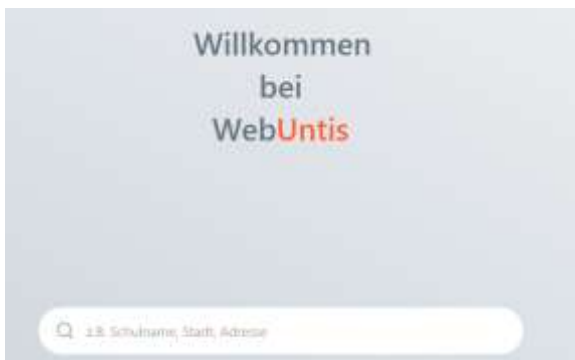 Willkommen
bei
WebUntis
z.B. Schulname, Stadt, Adresse